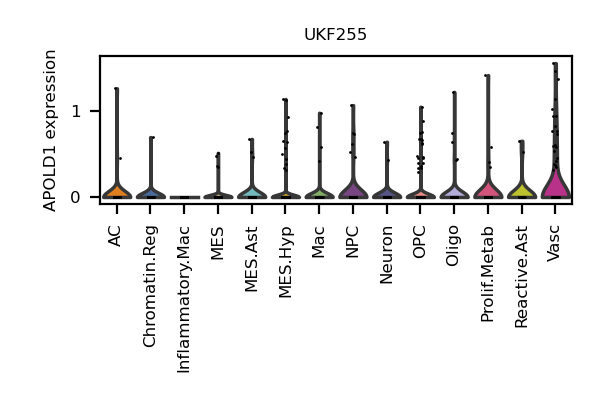 UKF255
APOLD1 expression
1
0
AC
Chromatin.Reg
Inflammatory.Mac
MES
MES.Ast
MES.Hyp
Mac
NPC
Neuron
OPC
Oligo
Prolif.Metab
Reactive.Ast
Vasc